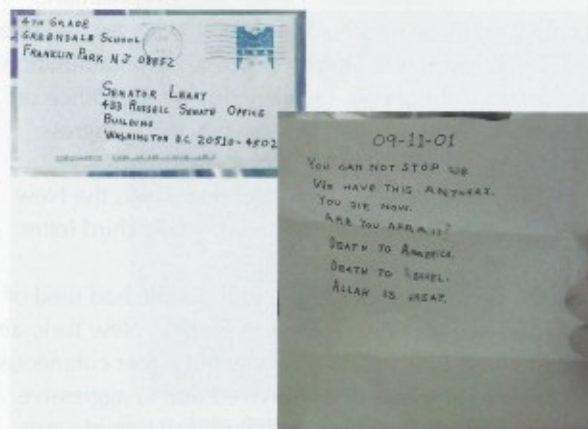 4TH GRADE
GREENDALE SCHOOL
FRANKLIN PARK NJ 08852
SENATOR LEAHY
433 RUSSELL SENATE OFFICE
BUILDING
WASHINGTON D.C. 20510-4502
09-11-01
YOU CAN NOT STOP US.
WE HAVE THIS ANTHRAX.
YOU DIE NOW.
ARE YOU AFRAID?
DEATH TO AMERICA.
DEATH TO ISRAEL.
ALLAH IS GREAT.